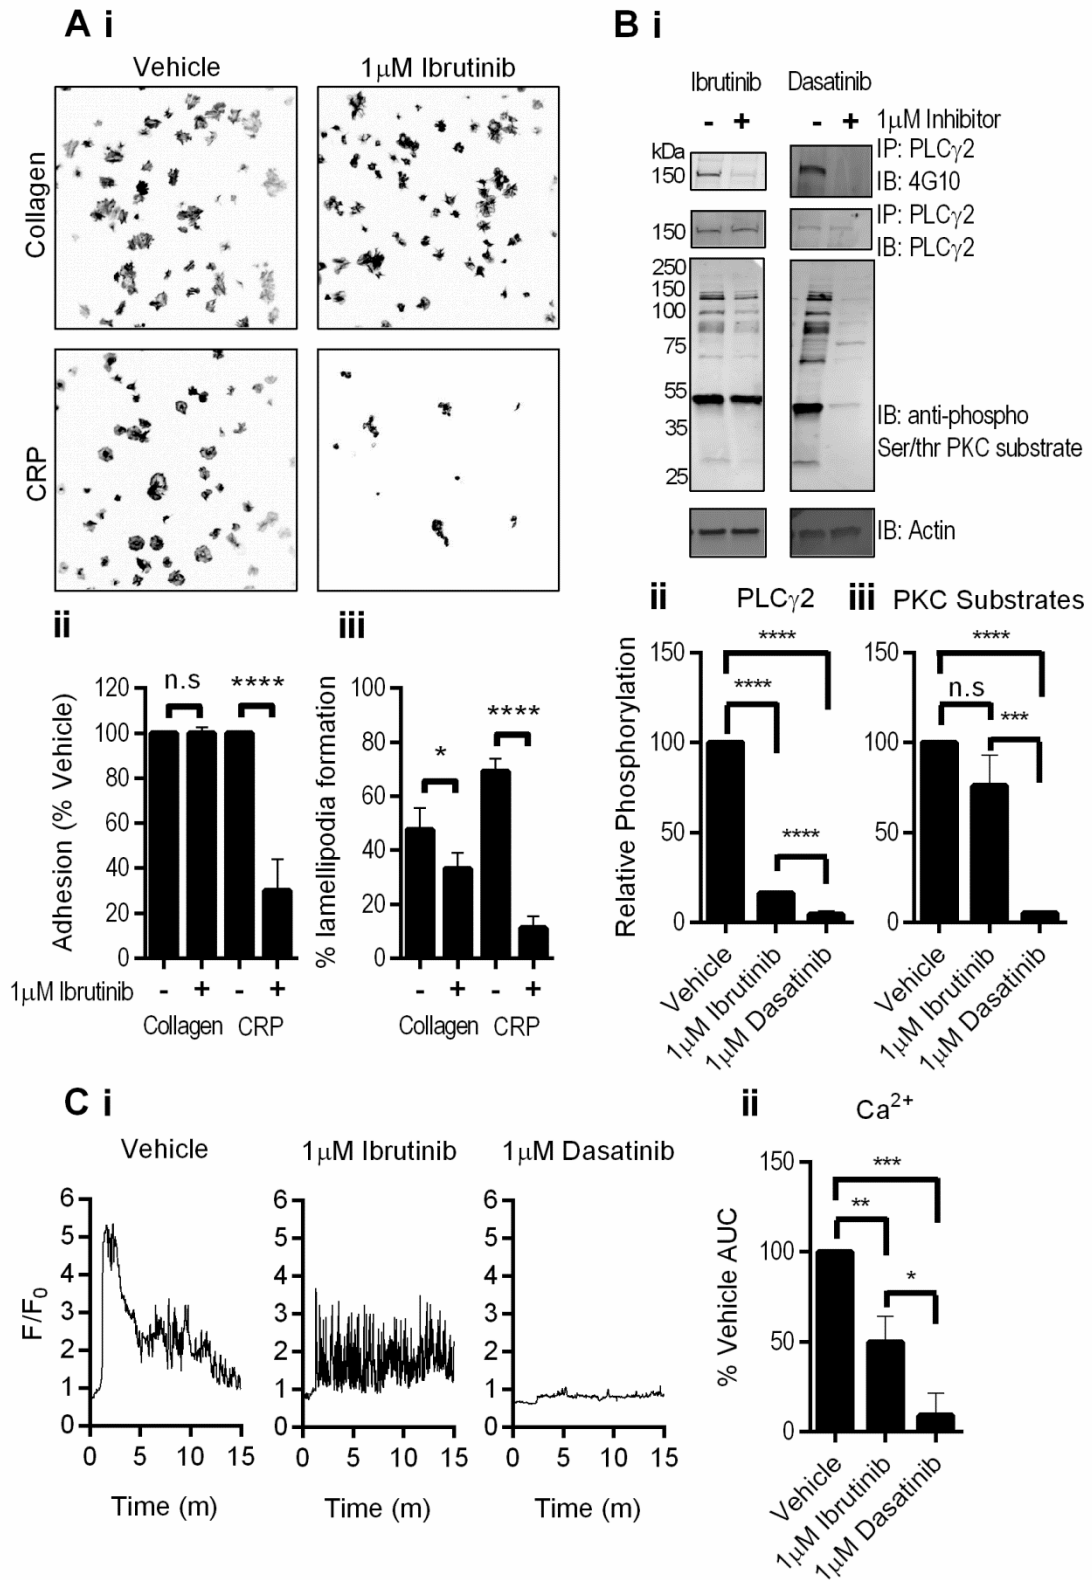 A i
Vehicle
1μM Ibrutinib
Collagen
CRP
ii
Adhesion (% Vehicle)
120
100
80
60
40
20
0
n.s
****
1μM Ibrutinib
- + - +
Collagen CRP
iii
% lamellipodia formation
100
80
60
40
20
0
*
****
- + - +
Collagen CRP
B i
Ibrutinib Dasatinib
- + - + 1μM Inhibitor
kDa
150
IP: PLCγ2
IB: 4G10
150
IP: PLCγ2
IB: PLCγ2
250
150
100
75
55
35
25
IB: anti-phospho
Ser/thr PKC substrate
IB: Actin
ii PLCγ2
Relative Phosphorylation
150
100
50
0
****
****
****
Vehicle
1μM Ibrutinib
1μM Dasatinib
iii PKC Substrates
150
100
50
0
****
n.s
***
Vehicle
1μM Ibrutinib
1μM Dasatinib
C i
Vehicle
F/F0
6
5
4
3
2
1
0
0 5 10 15
Time (m)
1μM Ibrutinib
6
5
4
3
2
1
0
0 5 10 15
Time (m)
1μM Dasatinib
6
5
4
3
2
1
0
0 5 10 15
Time (m)
ii Ca2+
% Vehicle AUC
150
100
50
0
***
**
*
Vehicle
1μM Ibrutinib
1μM Dasatinib